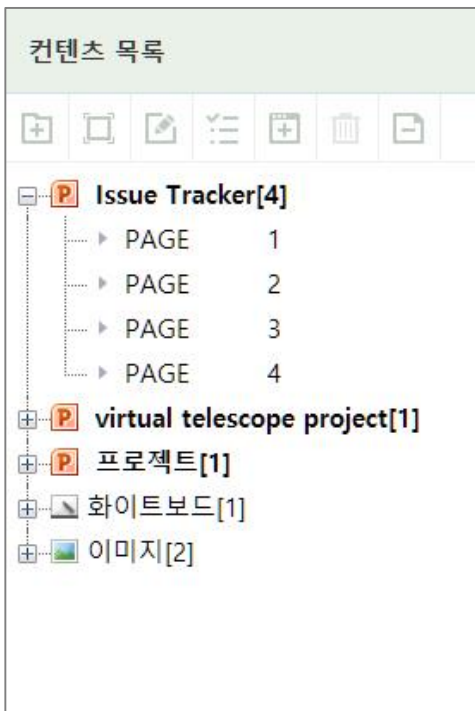 컨텐츠 목록
Issue Tracker[4]
PAGE 1
PAGE 2
PAGE 3
PAGE 4
virtual telescope project[1]
프로젝트[1]
화이트보드[1]
이미지[2]